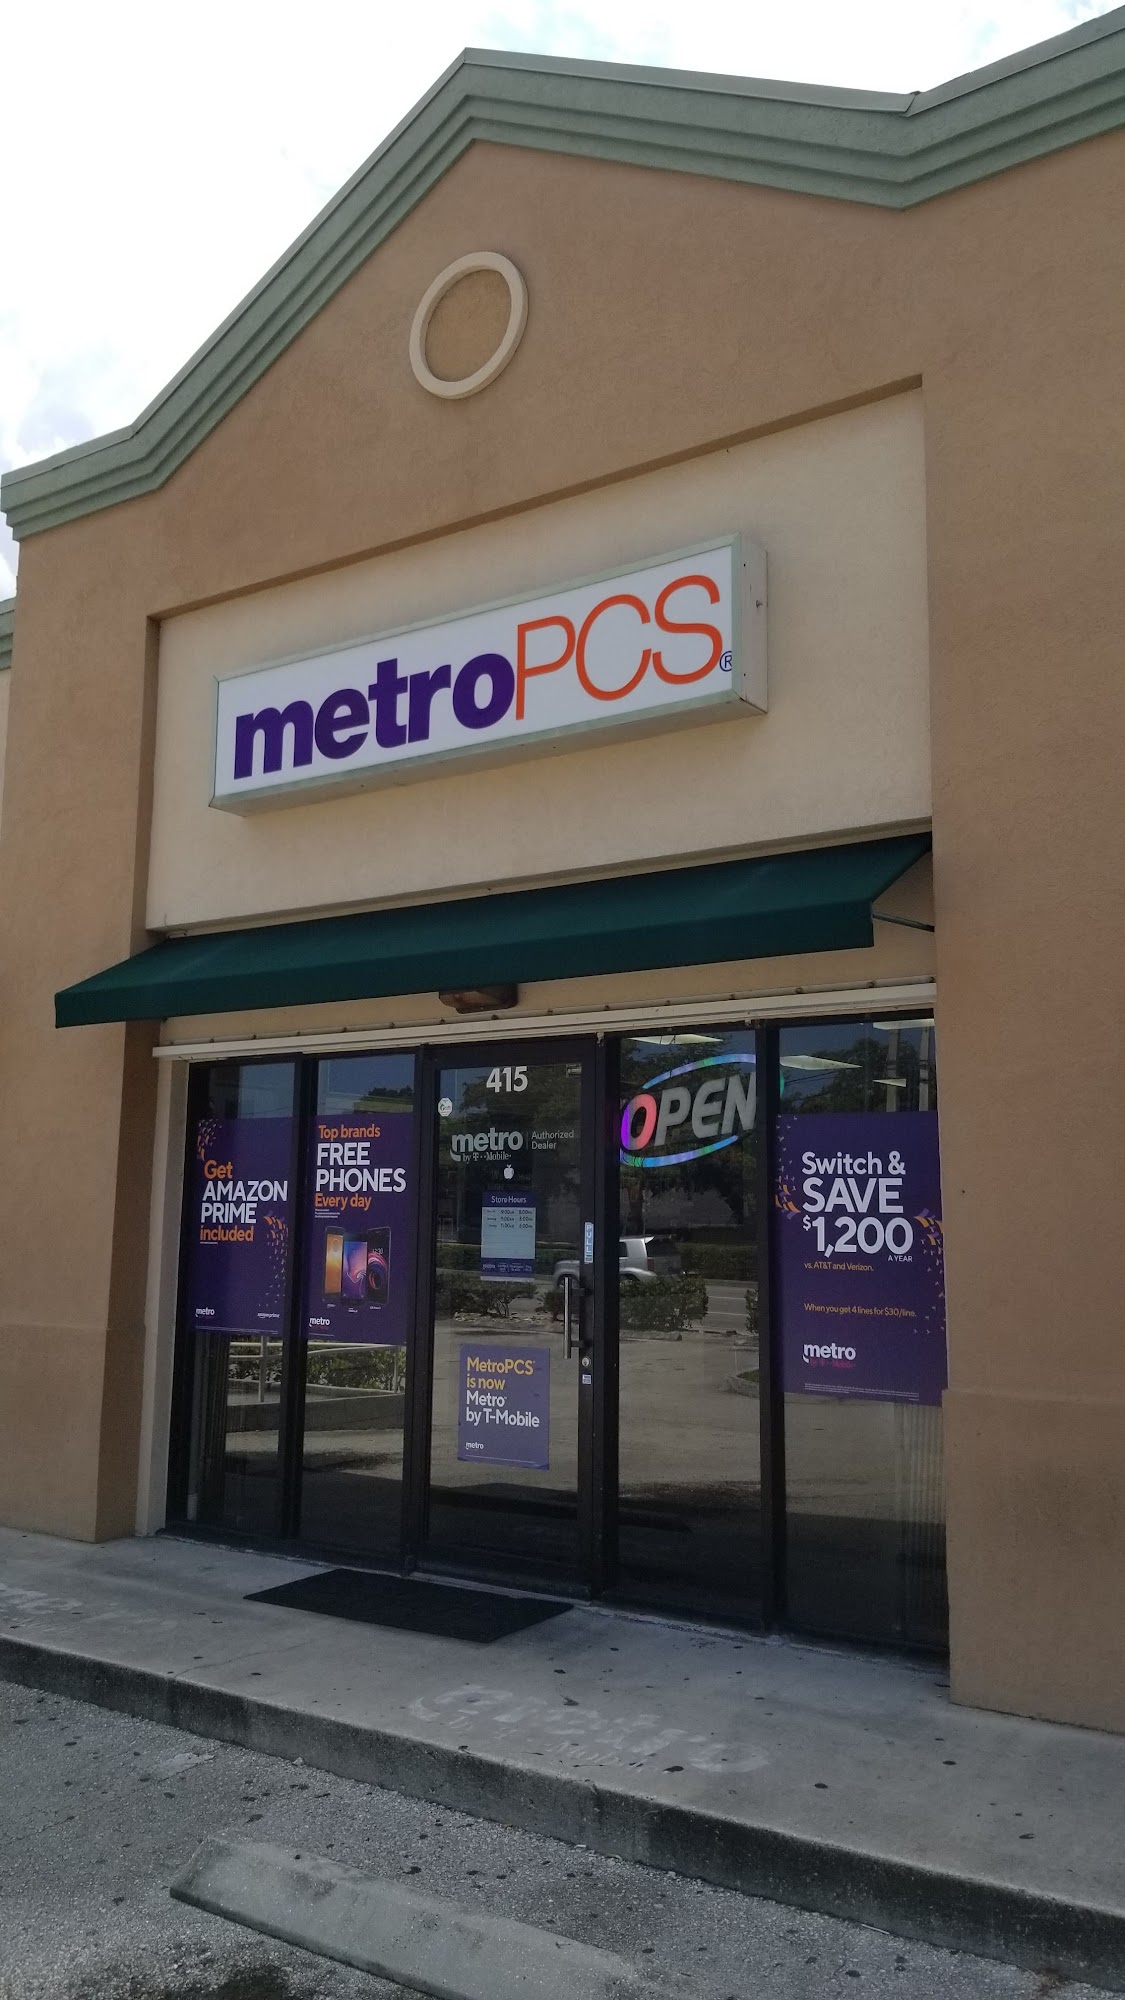 metroPCS®
415
metro
by T-Mobile
Authorized
Dealer
OPEN
Get
AMAZON
PRIME
included
metro
Top brands
FREE
PHONES
Every day
metro
Store Hours
PULL
MetroPCS
is now
Metro
by T-Mobile
metro
Switch &
SAVE
$1,200
A YEAR
vs. AT&T and Verizon.
When you get 4 lines for $30/line.
metro
by T-Mobile